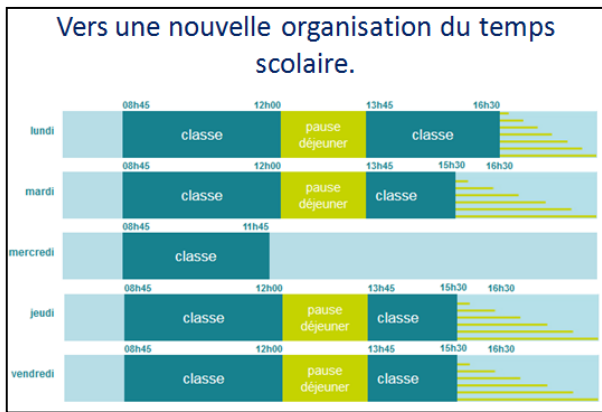 Vers une nouvelle organisation du temps
scolaire.
08h45 12h00 13h45 16h30
lundi classe pause déjeuner classe
08h45 12h00 13h45 15h30 16h30
mardi classe pause déjeuner classe
08h45 11h45
mercredi classe
08h45 12h00 13h45 15h30 16h30
jeudi classe pause déjeuner classe
08h45 12h00 13h45 15h30 16h30
vendredi classe pause déjeuner classe